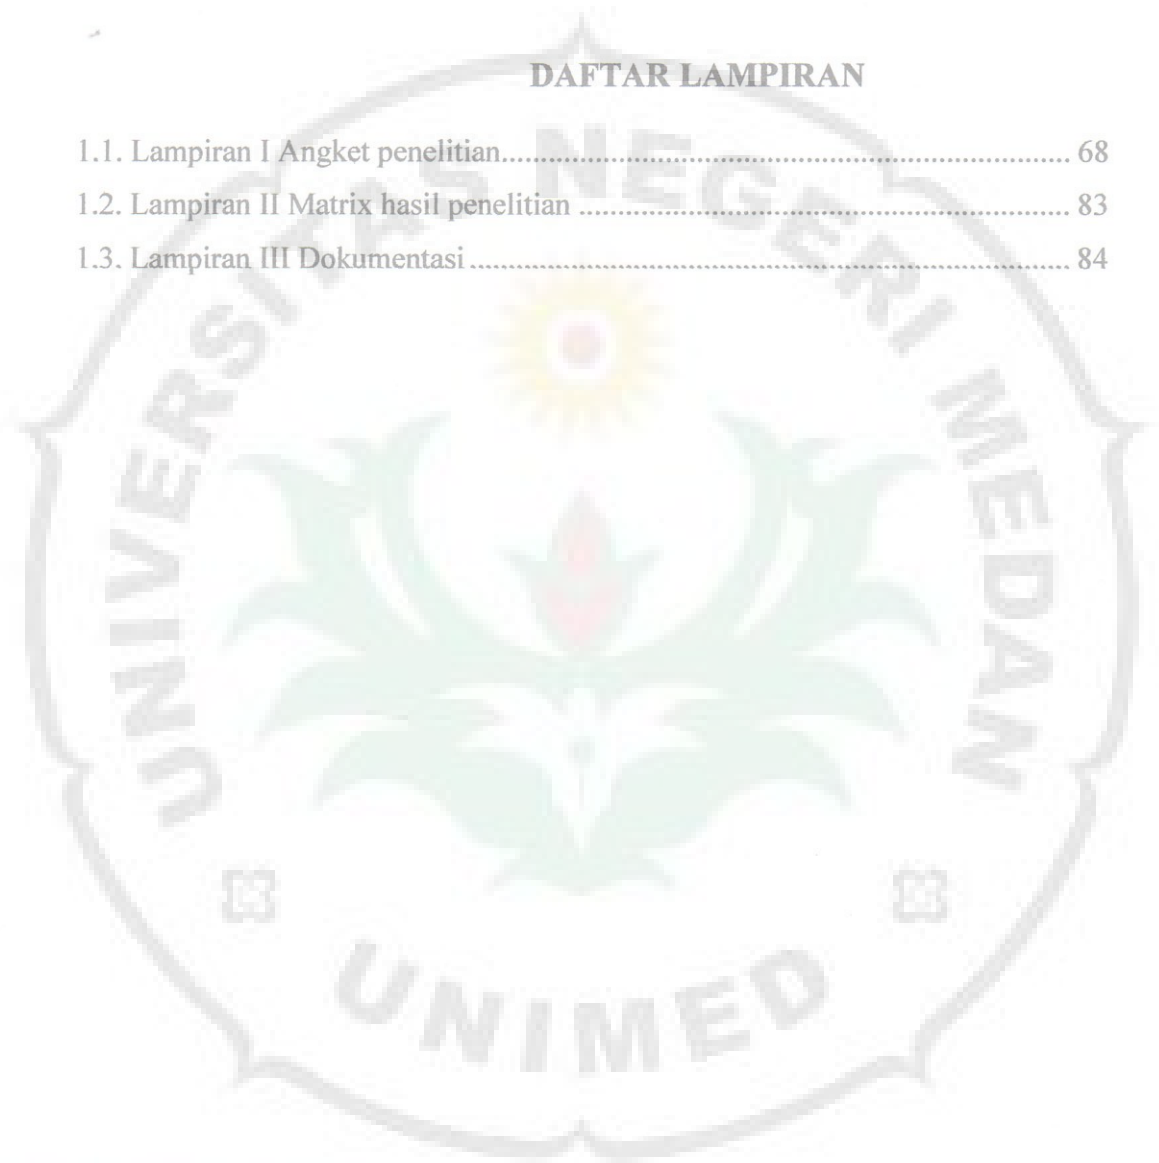 DAFTAR LAMPIRAN
1.1. Lampiran I Angket penelitian........................................................................ 68
1.2. Lampiran II Matrix hasil penelitian .............................................................. 83
1.3. Lampiran III Dokumentasi ............................................................................ 84
UNIVERSITAS NEGERI MEDAN
UNIMED